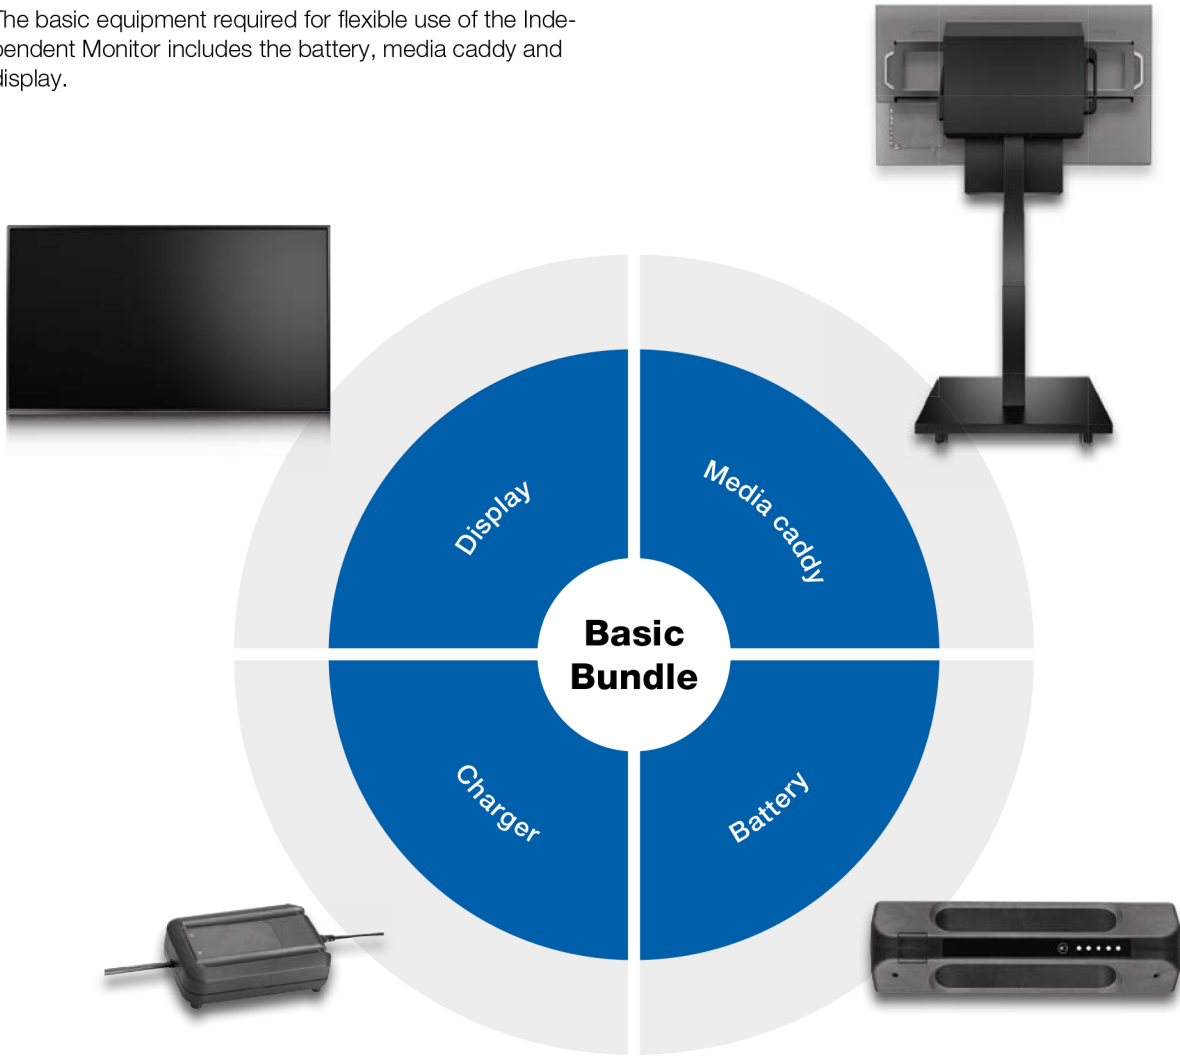 The basic equipment required for flexible use of the Inde-
pendent Monitor includes the battery, media caddy and
display.
Display
Media caddy
Basic
Bundle
Charger
Battery